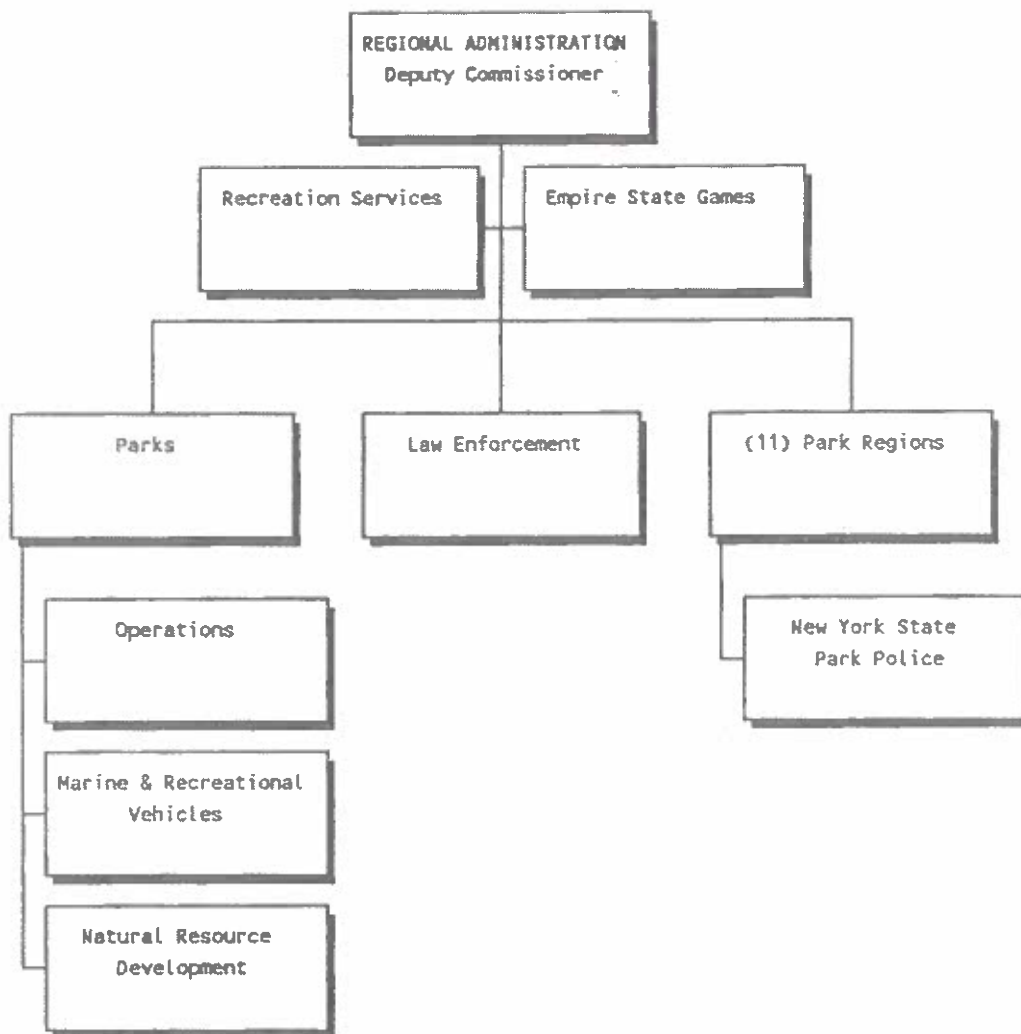 REGIONAL ADMINISTRATION
Deputy Commissioner
Recreation Services
Empire State Games
Parks
Law Enforcement
(11) Park Regions
Operations
New York State
Park Police
Marine & Recreational
Vehicles
Natural Resource
Development